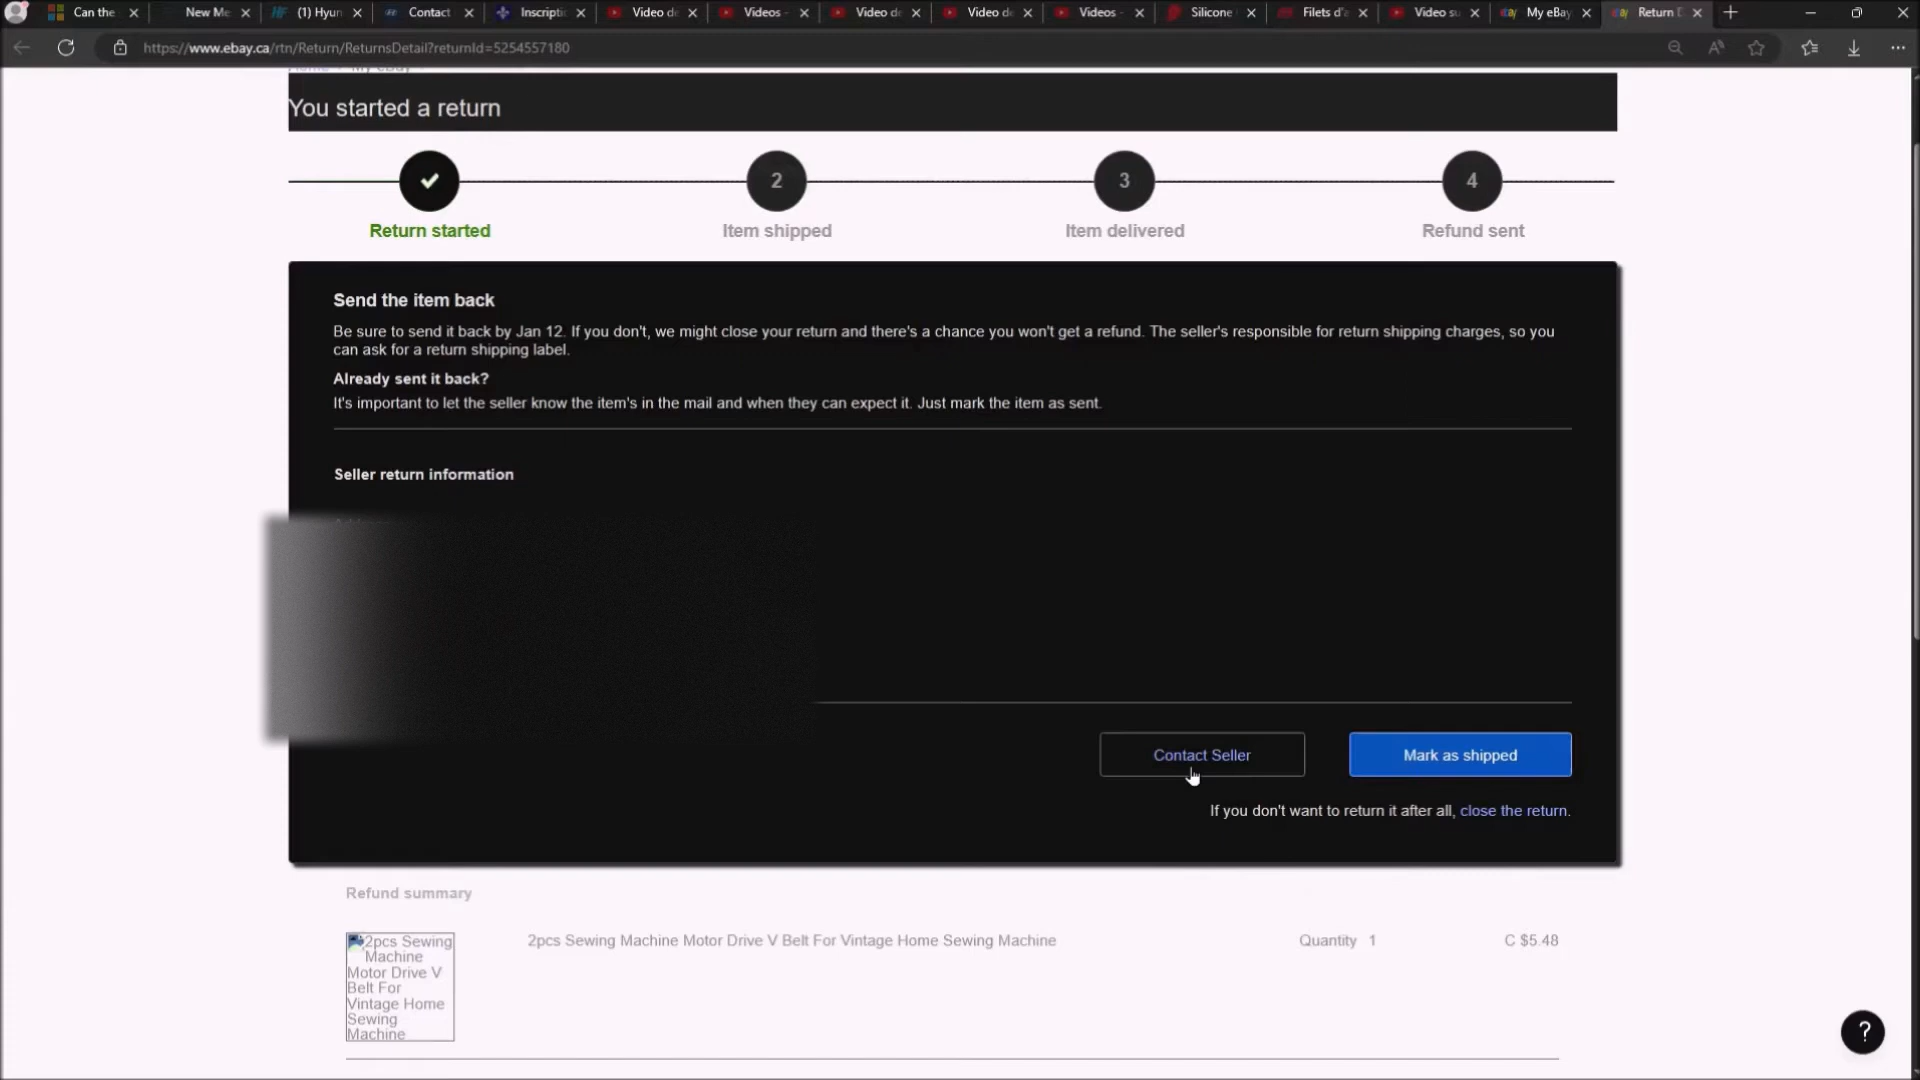 Can the
New Me
(1) Hyun
Contact
Inscriptic
Video de
Videos -
Video de
Video de
Videos -
Silicone
Filets d'a
Video su
My eBay
Return D
https://www.ebay.ca/rtn/Return/ReturnsDetail?returnId=5254557180
You started a return
2
3
4
Return started
Item shipped
Item delivered
Refund sent
Send the item back
Be sure to send it back by Jan 12. If you don't, we might close your return and there's a chance you won't get a refund. The seller's responsible for return shipping charges, so you
can ask for a return shipping label.
Already sent it back?
It's important to let the seller know the item's in the mail and when they can expect it. Just mark the item as sent.
Seller return information
Contact Seller
Mark as shipped
If you don't want to return it after all, close the return.
Refund summary
2pcs Sewing
Machine
Motor Drive V
Belt For
Vintage Home
Sewing
Machine
2pcs Sewing Machine Motor Drive V Belt For Vintage Home Sewing Machine
Quantity 1
C $5.48
?